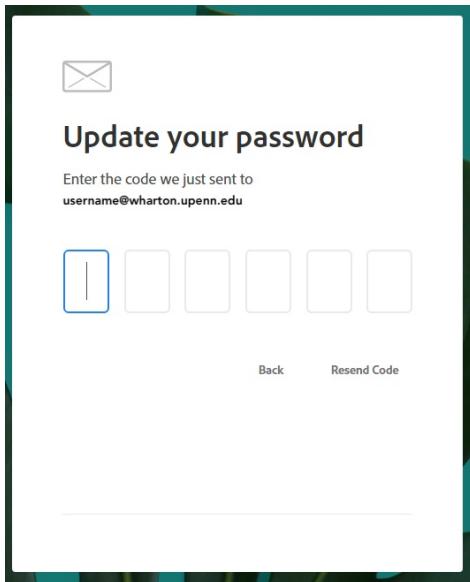 Update your password
Enter the code we just sent to
username@wharton.upenn.edu
Back Resend Code